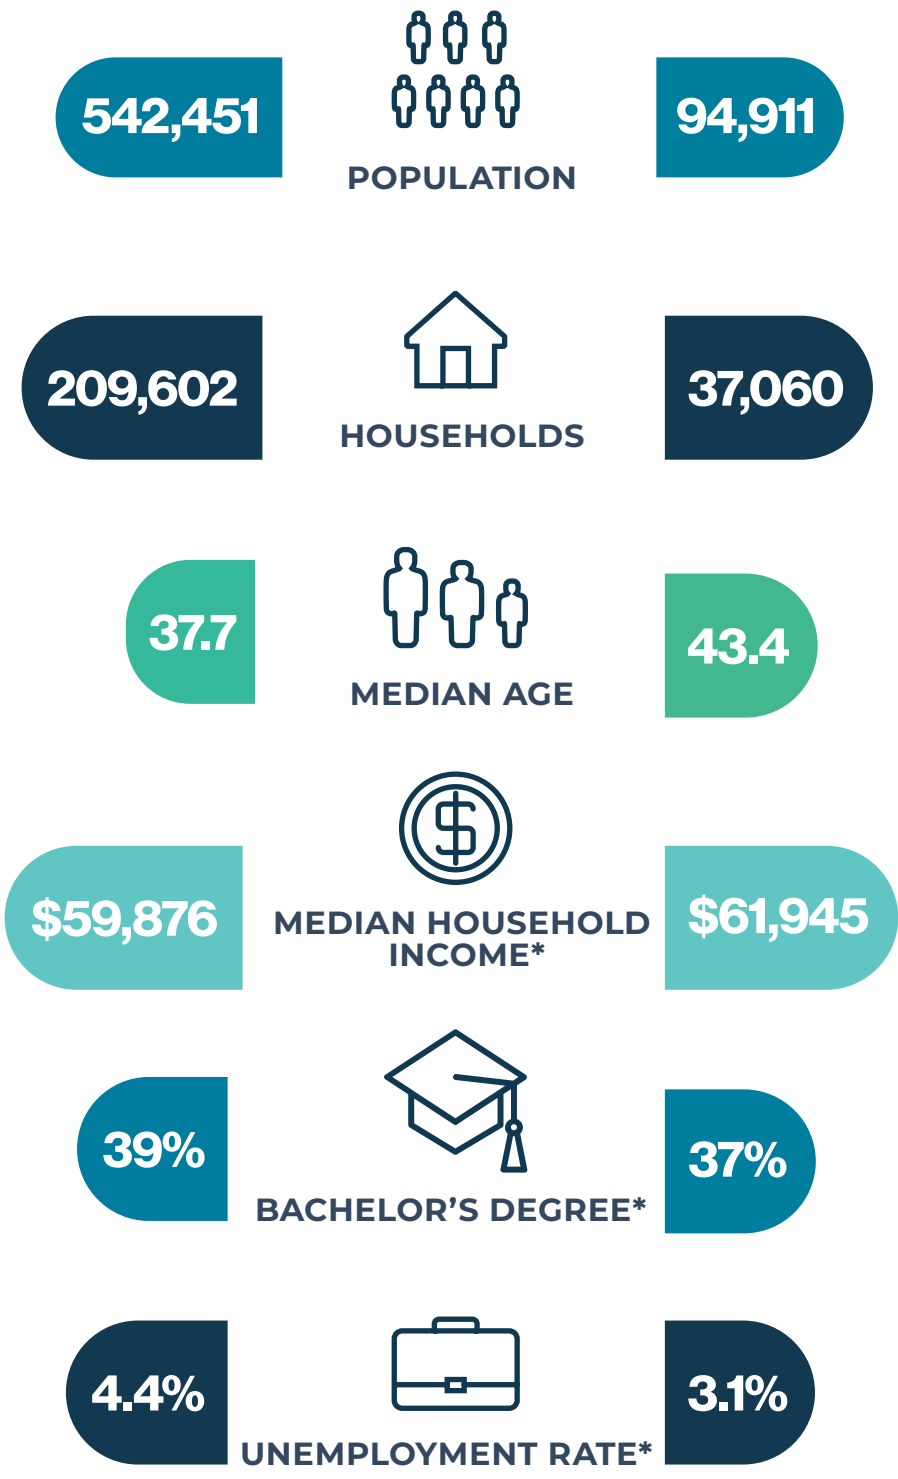 542,451
94,911
POPULATION
209,602
37,060
HOUSEHOLDS
37.7
43.4
MEDIAN AGE
$59,876
$61,945
MEDIAN HOUSEHOLD
INCOME*
39%
37%
BACHELOR’S DEGREE*
4.4%
3.1%
UNEMPLOYMENT RATE*